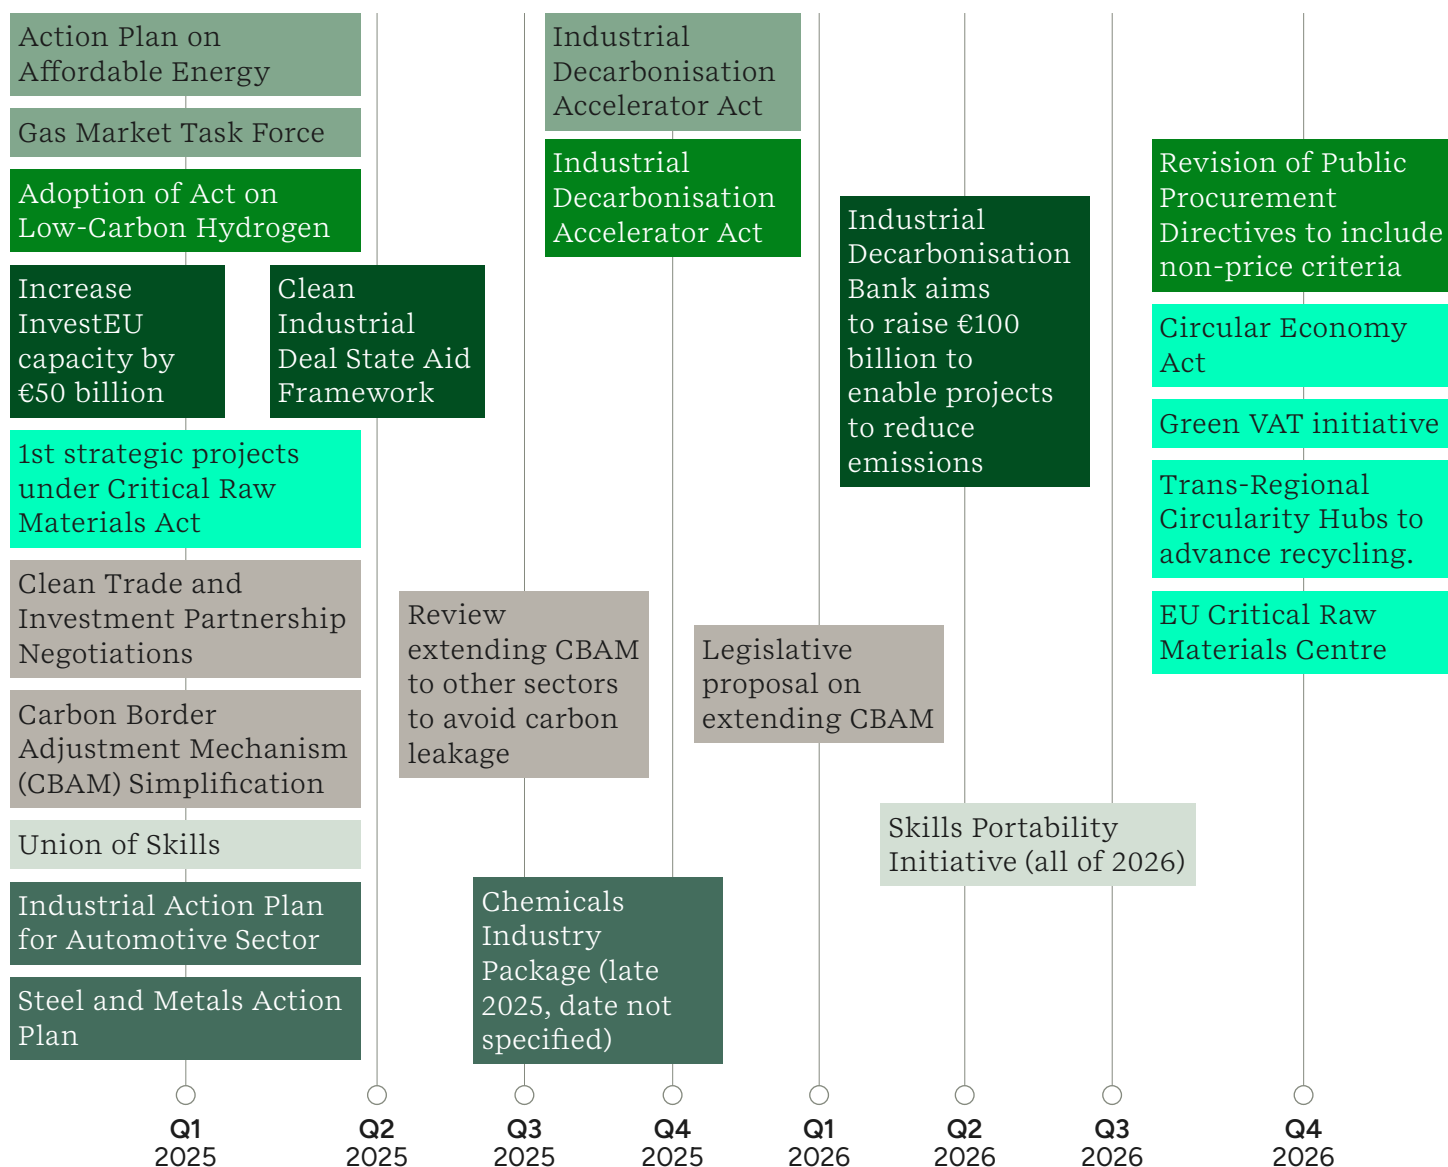 Action Plan on
Affordable Energy
Gas Market Task Force
Adoption of Act on
Low-Carbon Hydrogen
Increase
InvestEU
capacity by
€50 billion
1st strategic projects
under Critical Raw
Materials Act
Clean Trade and
Investment Partnership
Negotiations
Carbon Border
Adjustment Mechanism
(CBAM) Simplification
Union of Skills
Industrial Action Plan
for Automotive Sector
Steel and Metals Action
Plan
Clean
Industrial
Deal State Aid
Framework
Review
extending CBAM
to other sectors
to avoid carbon
leakage
Chemicals
Industry
Package (late
2025, date not
specified)
Industrial
Decarbonisation
Accelerator Act
Industrial
Decarbonisation
Accelerator Act
Legislative
proposal on
extending CBAM
Industrial
Decarbonisation
Bank aims
to raise €100
billion to
enable projects
to reduce
emissions
Skills Portability
Initiative (all of 2026)
Revision of Public
Procurement
Directives to include
non-price criteria
Circular Economy
Act
Green VAT initiative
Trans-Regional
Circularity Hubs to
advance recycling.
EU Critical Raw
Materials Centre
Q1
2025
Q2
2025
Q3
2025
Q4
2025
Q1
2026
Q2
2026
Q3
2026
Q4
2026